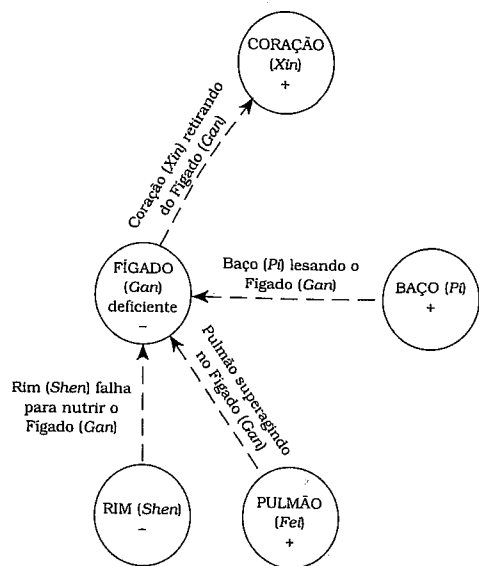 CORAÇÃO
(Xin)
+
Coração (Xin) retirando
do Fígado (Gan)
FÍGADO
(Gan)
deficiente
–
Baço (Pi) lesando o
Fígado (Gan)
BAÇO (Pi)
+
Pulmão superagindo
no Fígado (Gan)
Rim (Shen) falha
para nutrir o
Fígado (Gan)
RIM (Shen)
–
PULMÃO
(Fei)
+